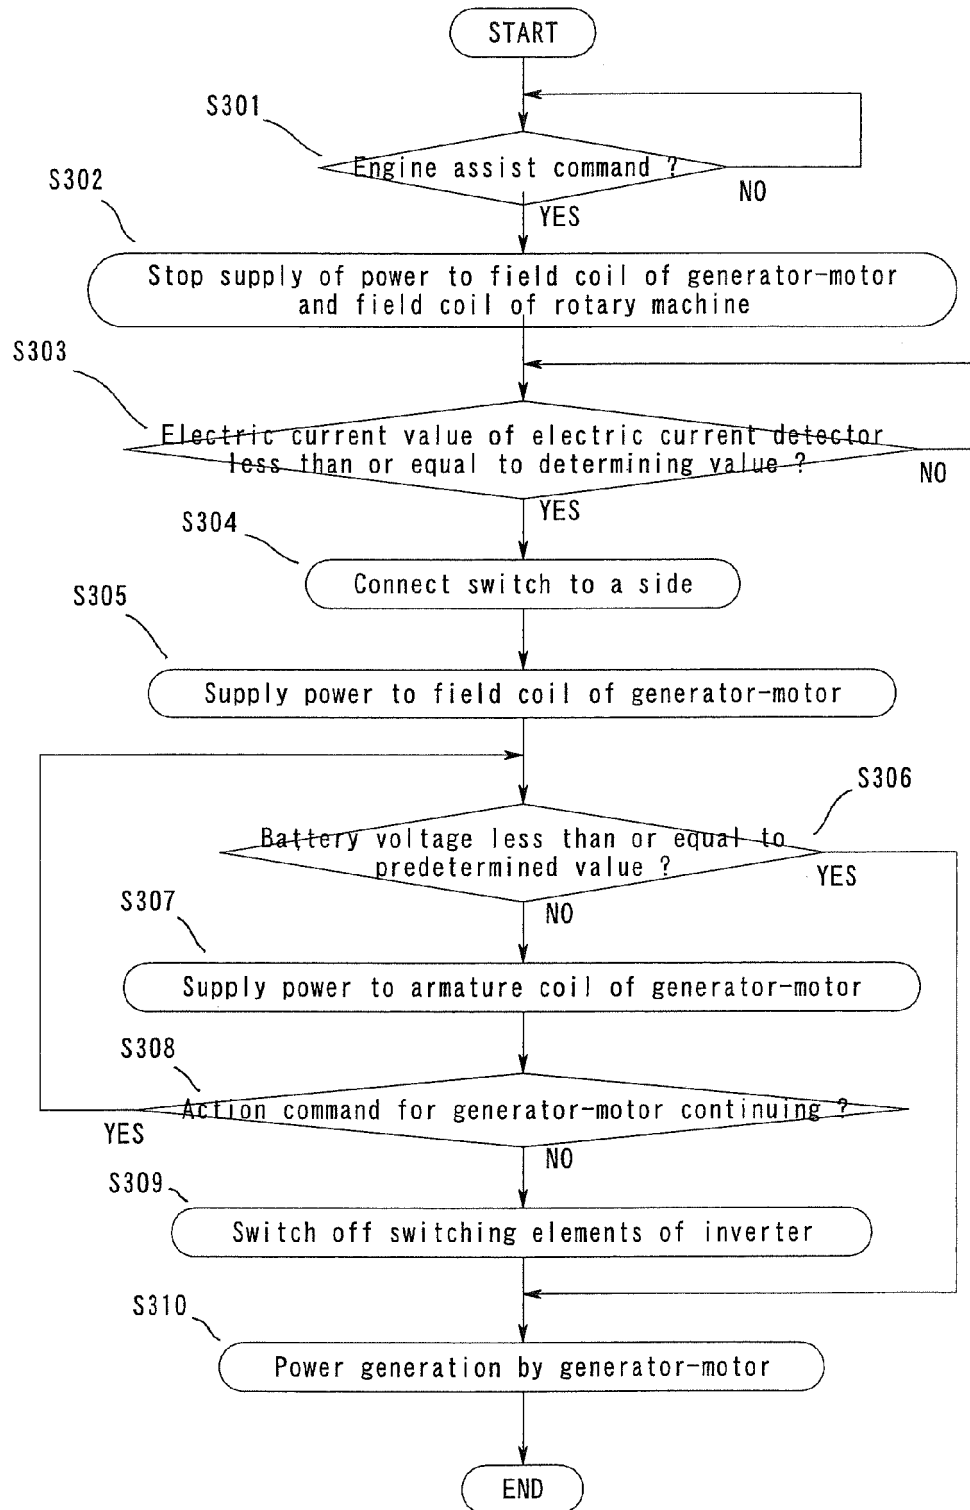 START
S301
Engine assist command ?
NO
YES
S302
Stop supply of power to field coil of generator-motor
and field coil of rotary machine
S303
Electric current value of electric current detector
less than or equal to determining value ?
NO
YES
S304
Connect switch to a side
S305
Supply power to field coil of generator-motor
S306
Battery voltage less than or equal to
predetermined value ?
YES
NO
S307
Supply power to armature coil of generator-motor
S308
Action command for generator-motor continuing ?
YES
NO
S309
Switch off switching elements of inverter
S310
Power generation by generator-motor
END